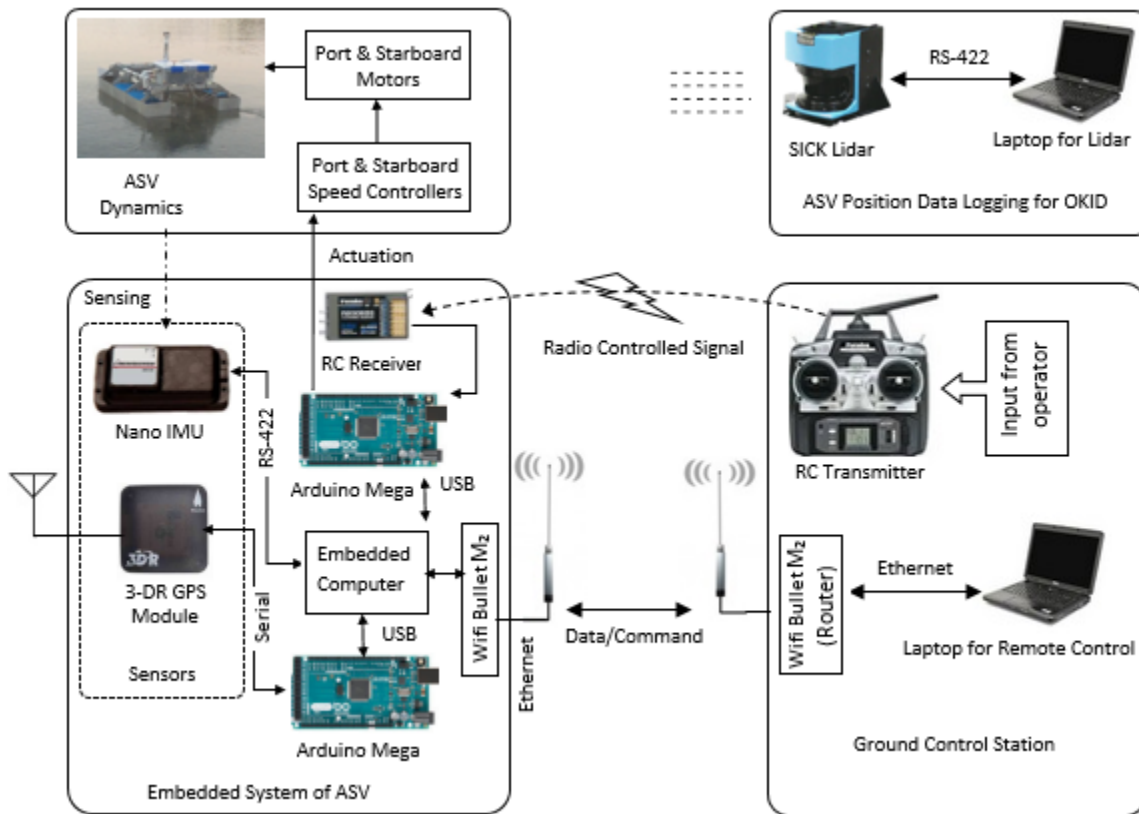 Port & Starboard
Motors
Port & Starboard
Speed Controllers
ASV
Dynamics
RS-422
SICK Lidar
Laptop for Lidar
ASV Position Data Logging for OKID
Actuation
Sensing
Nano IMU
RS-422
3DR
3-DR GPS
Module
Serial
Sensors
RC Receiver
Arduino Mega
USB
Embedded
Computer
USB
Arduino Mega
Wifi Bullet M₂
Ethernet
Embedded System of ASV
Radio Controlled Signal
Data/Command
RC Transmitter
Input from
operator
Wifi Bullet M₂
(Router)
Ethernet
Laptop for Remote Control
Ground Control Station